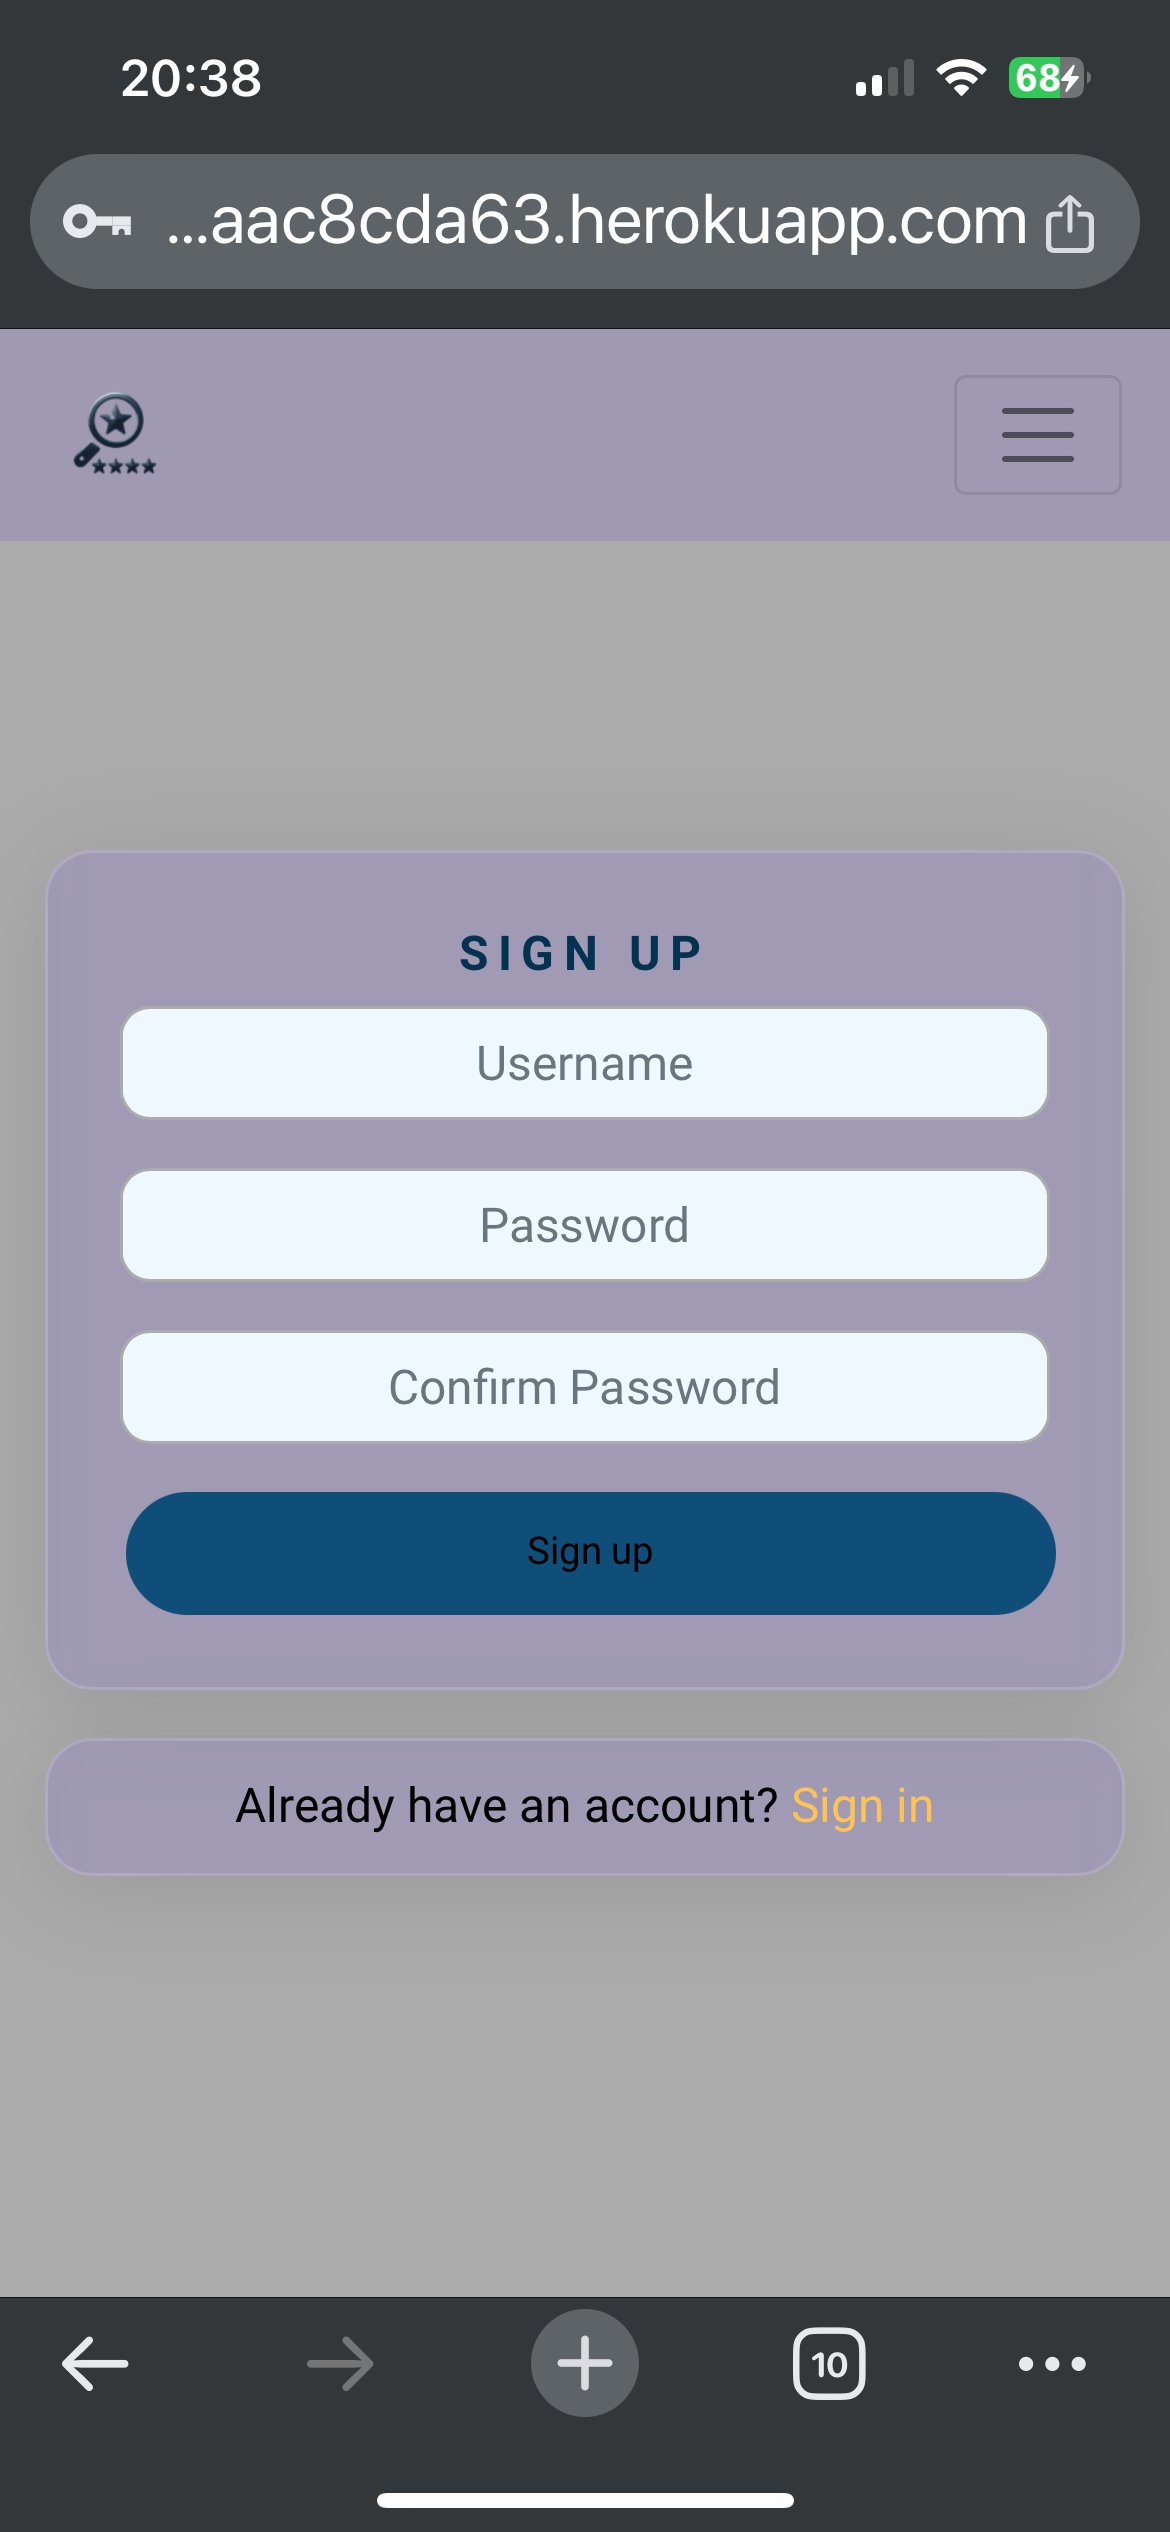 20:38
68
...aac8cda63.herokuapp.com
SIGN UP
Username
Password
Confirm Password
Sign up
Already have an account? Sign in
10